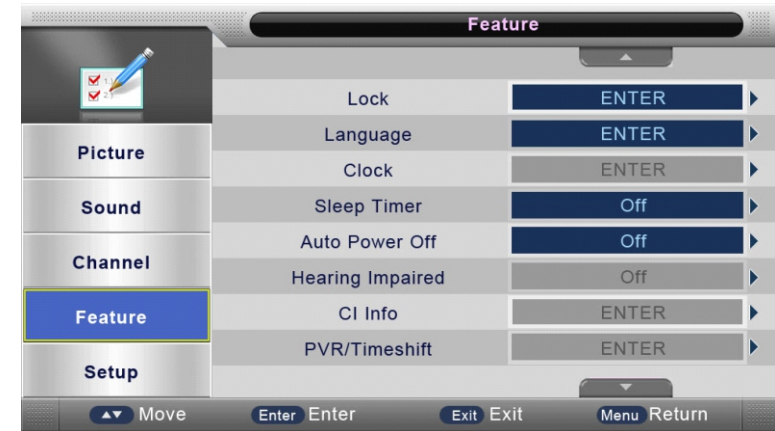 Feature
Lock ENTER
Language ENTER
Clock ENTER
Sleep Timer Off
Auto Power Off Off
Hearing Impaired Off
CI Info ENTER
PVR/Timeshift ENTER
Picture
Sound
Channel
Feature
Setup
Move Enter Enter Exit Exit Menu Return